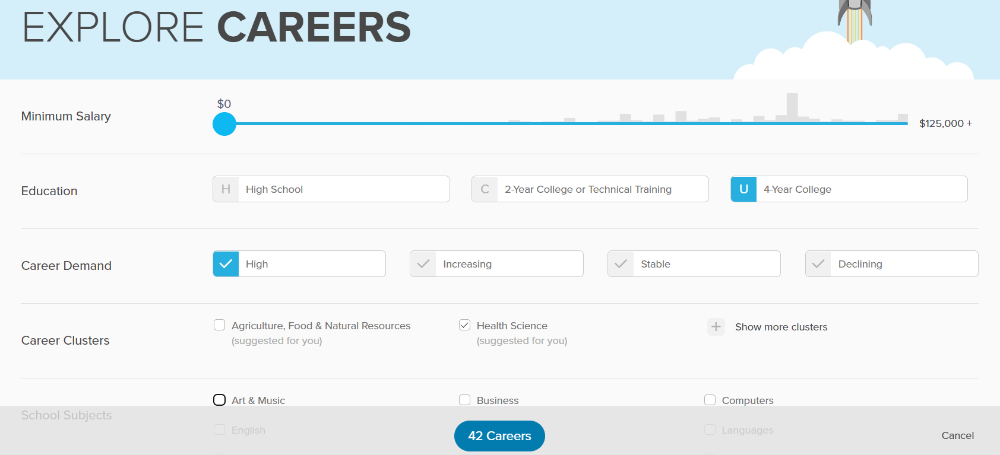 EXPLORE CAREERS
$0
Minimum Salary
$125,000 +
Education
H High School
C 2-Year College or Technical Training
U 4-Year College
Career Demand
High
Increasing
Stable
Declining
Career Clusters
Agriculture, Food & Natural Resources
(suggested for you)
Health Science
(suggested for you)
+ Show more clusters
School Subjects
Art & Music
Business
Computers
English
Languages
42 Careers
Cancel